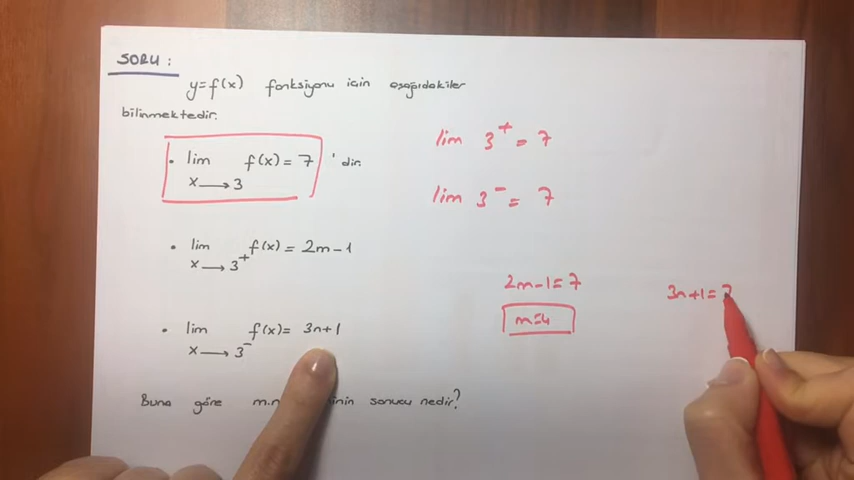 SORU :
y=f(x) fonksiyonu için aşağıdakiler
bilinmektedir.
• lim f(x) = 7 'dir.
x → 3
• lim f(x) = 2m-1
x → 3⁺
• lim f(x) = 3n+1
x → 3⁻
Buna göre m.n sonucu nedir?
lim 3⁺ = 7
lim 3⁻ = 7
2m-1=7
m=4
3n+1=